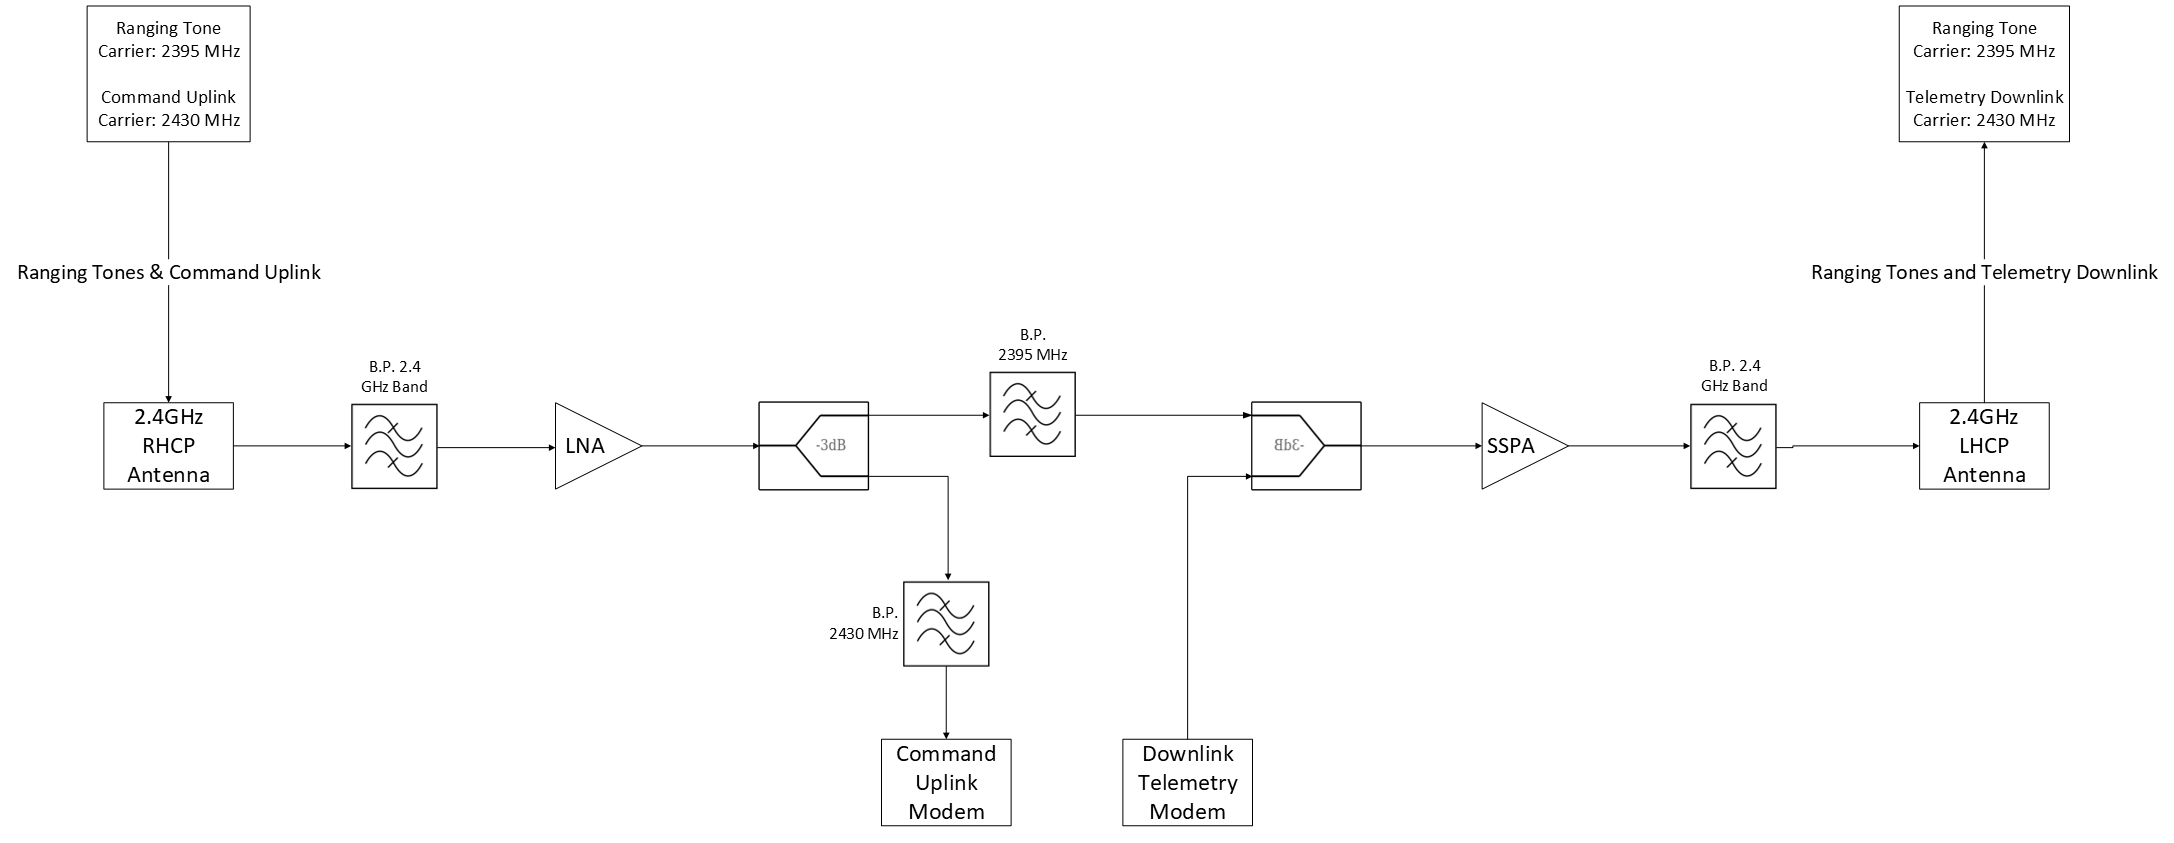 Ranging Tone
Carrier: 2395 MHz
Command Uplink
Carrier: 2430 MHz
Ranging Tone
Carrier: 2395 MHz
Telemetry Downlink
Carrier: 2430 MHz
Ranging Tones & Command Uplink
Ranging Tones and Telemetry Downlink
2.4GHz
RHCP
Antenna
B.P. 2.4
GHz Band
LNA
-3dB
B.P.
2395 MHz
-3dB
SSPA
B.P. 2.4
GHz Band
2.4GHz
LHCP
Antenna
B.P.
2430 MHz
Command
Uplink
Modem
Downlink
Telemetry
Modem